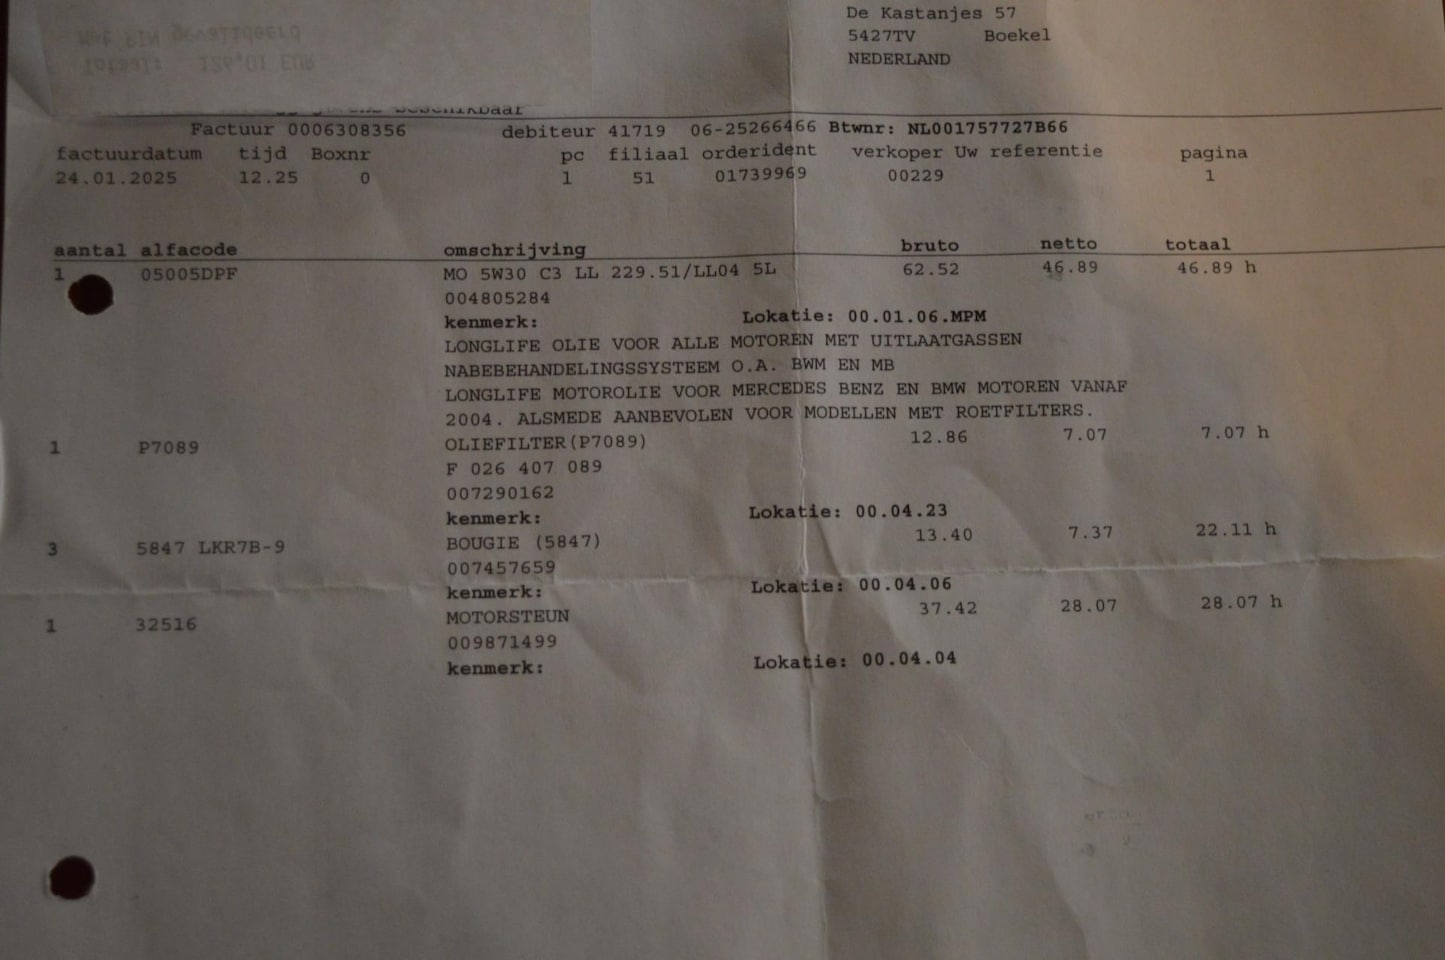 De Kastanjes 57
5427TV Boekel
NEDERLAND
Met PIN gevalideerd
Totaal: 126,01 EUR
Factuur 0006308356 debiteur 41719 06-25266466 Btwnr: NL001757727B66
factuurdatum tijd Boxnr pc filiaal orderident verkoper Uw referentie pagina
24.01.2025 12.25 0 1 51 01739969 00229 1
aantal alfacode omschrijving bruto netto totaal
1 05005DPF MO 5W30 C3 LL 229.51/LL04 5L 62.52 46.89 46.89 h
004805284
kenmerk: Lokatie: 00.01.06.MPM
LONGLIFE OLIE VOOR ALLE MOTOREN MET UITLAATGASSEN
NABEBEHANDELINGSSYSTEEM O.A. BWM EN MB
LONGLIFE MOTOROLIE VOOR MERCEDES BENZ EN BMW MOTOREN VANAF
2004. ALSMEDE AANBEVOLEN VOOR MODELLEN MET ROETFILTERS.
1 P7089 OLIEFILTER(P7089) 12.86 7.07 7.07 h
F 026 407 089
007290162
kenmerk: Lokatie: 00.04.23
3 5847 LKR7B-9 BOUGIE (5847) 13.40 7.37 22.11 h
007457659
kenmerk: Lokatie: 00.04.06
1 32516 MOTORSTEUN 37.42 28.07 28.07 h
009871499
kenmerk: Lokatie: 00.04.04